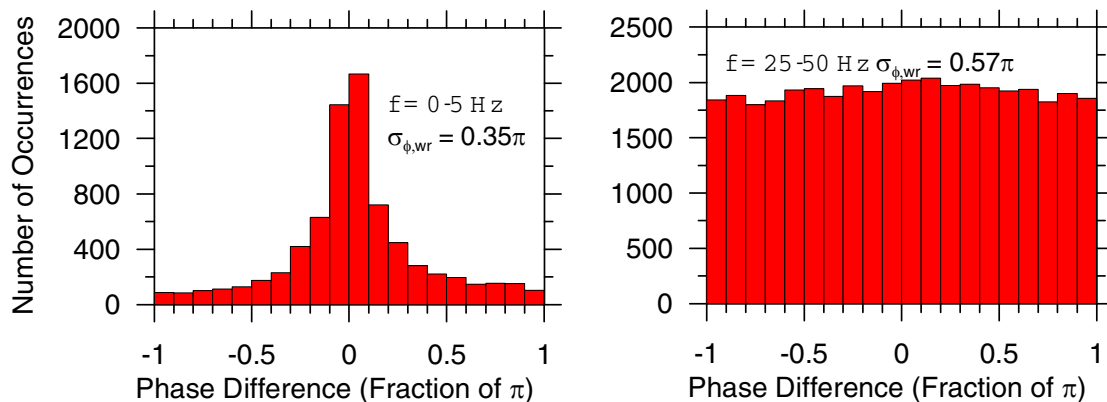 Number of Occurrences
2000
1600
1200
800
400
0
f= 0-5 Hz
σϕ,wr = 0.35π
-1 -0.5 0 0.5 1
Phase Difference (Fraction of π)
2500
2000
1500
1000
500
0
f= 25-50 Hz σϕ,wr = 0.57π
-1 -0.5 0 0.5 1
Phase Difference (Fraction of π)